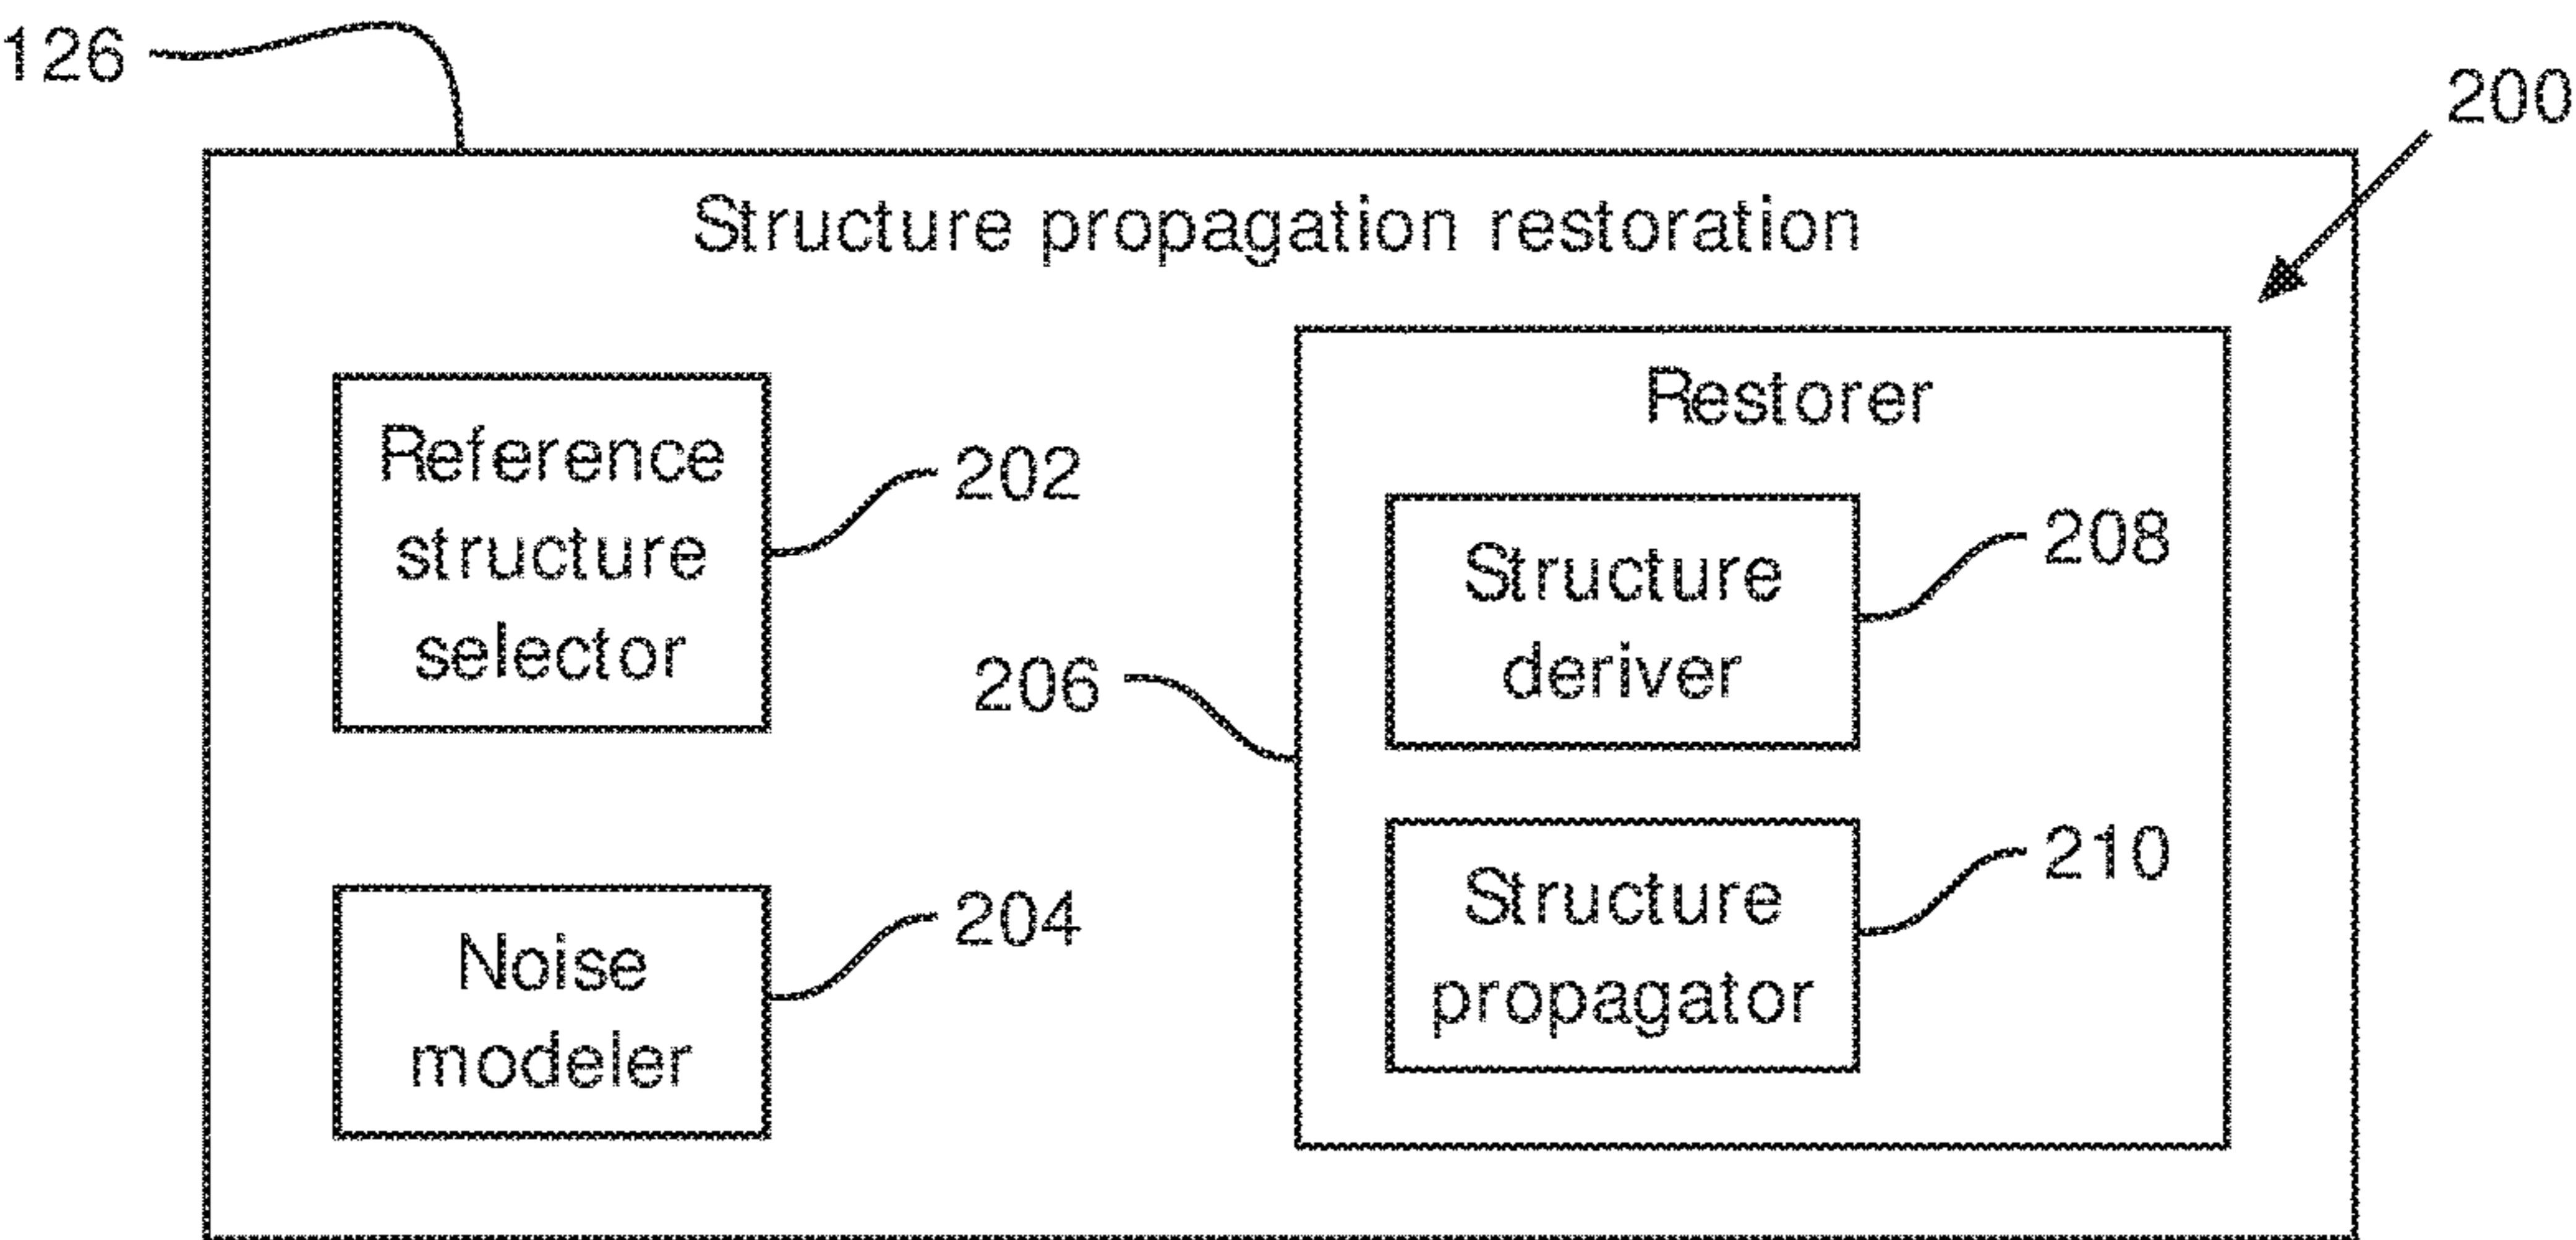 126
200
Structure propagation restoration
Reference
structure
selector
202
204
Noise
modeler
206
Restorer
Structure
deriver
208
Structure
propagator
210